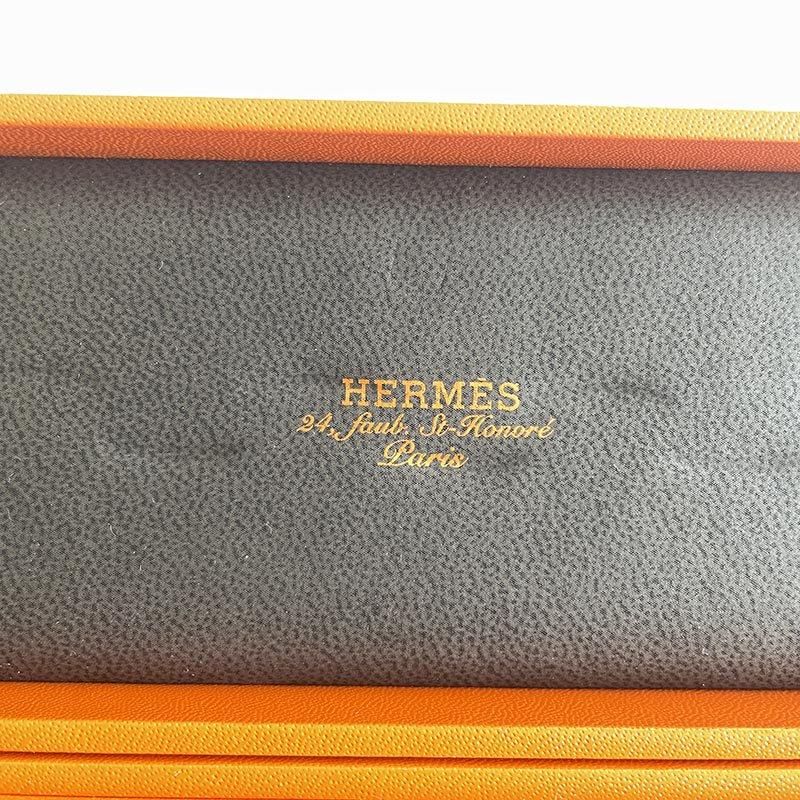 HERMÈS
24, faub. St-Honoré
Paris